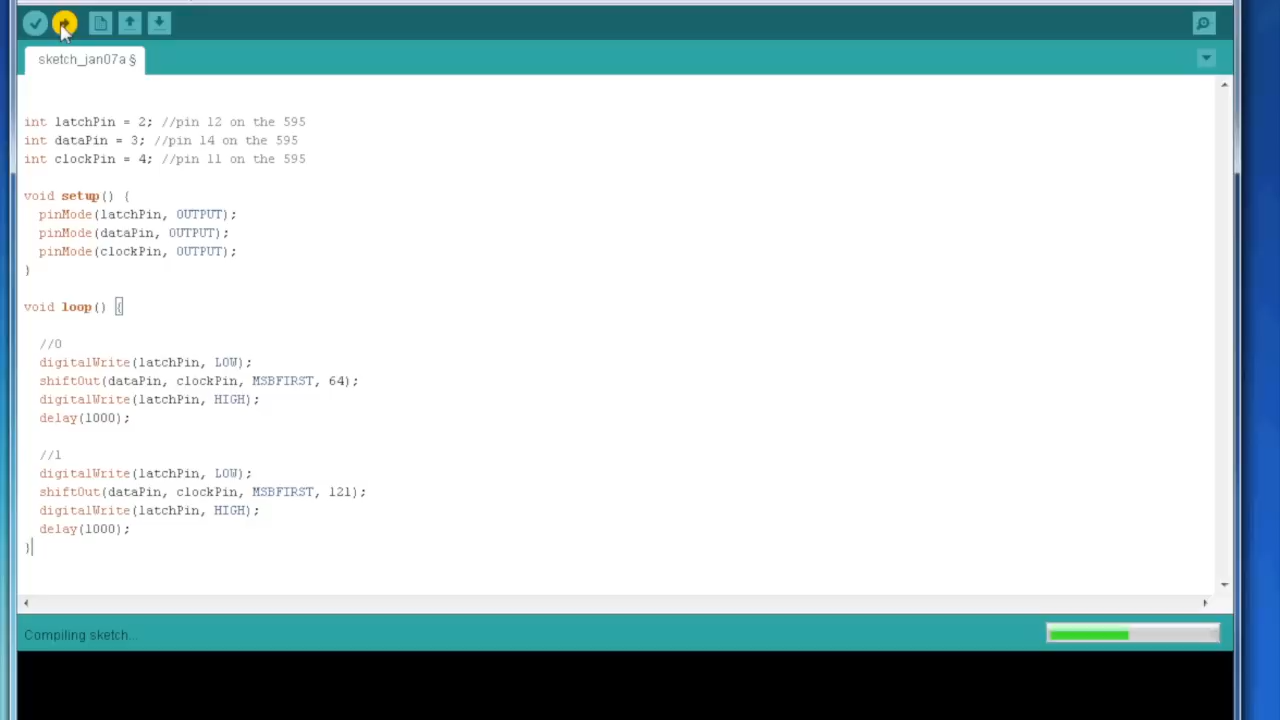 sketch_jan07a §
int latchPin = 2; //pin 12 on the 595
int dataPin = 3; //pin 14 on the 595
int clockPin = 4; //pin 11 on the 595
void setup() {
pinMode(latchPin, OUTPUT);
pinMode(dataPin, OUTPUT);
pinMode(clockPin, OUTPUT);
}
void loop() {
//0
digitalWrite(latchPin, LOW);
shiftOut(dataPin, clockPin, MSBFIRST, 64);
digitalWrite(latchPin, HIGH);
delay(1000);
//1
digitalWrite(latchPin, LOW);
shiftOut(dataPin, clockPin, MSBFIRST, 121);
digitalWrite(latchPin, HIGH);
delay(1000);
}
Compiling sketch...